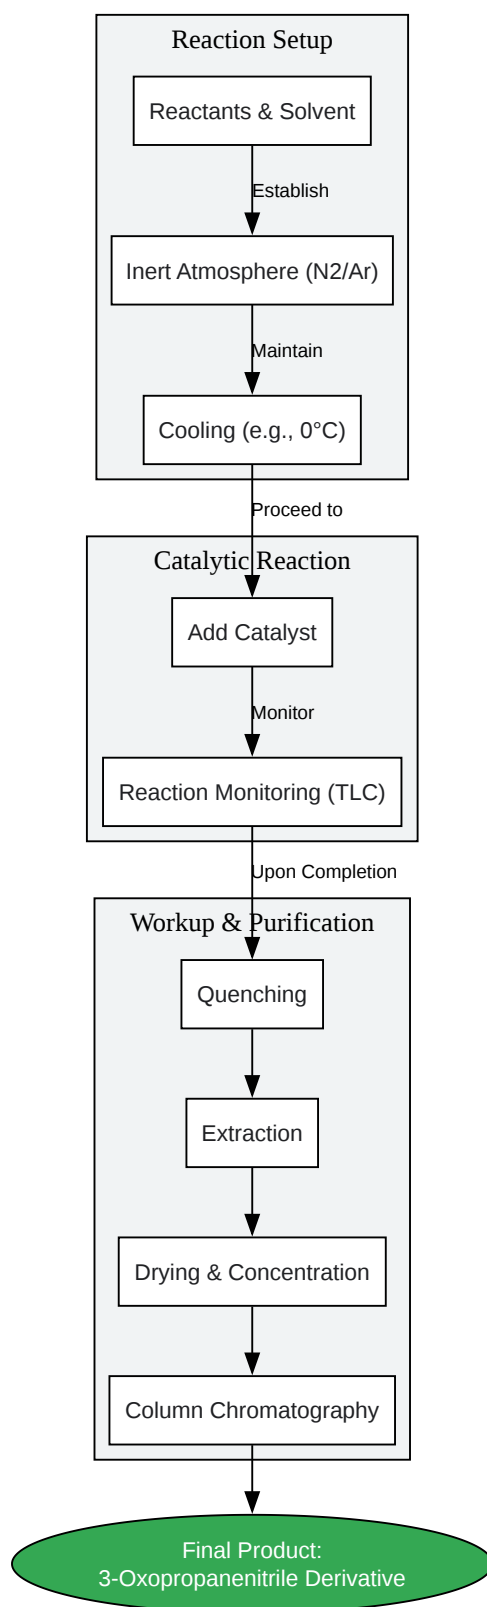 Reaction Setup
Reactants & Solvent
Establish
Inert Atmosphere (N2/Ar)
Maintain
Cooling (e.g., 0°C)
Proceed to
Catalytic Reaction
Add Catalyst
Monitor
Reaction Monitoring (TLC)
Upon Completion
Workup & Purification
Quenching
Extraction
Drying & Concentration
Column Chromatography
Final Product:
3-Oxopropanenitrile Derivative